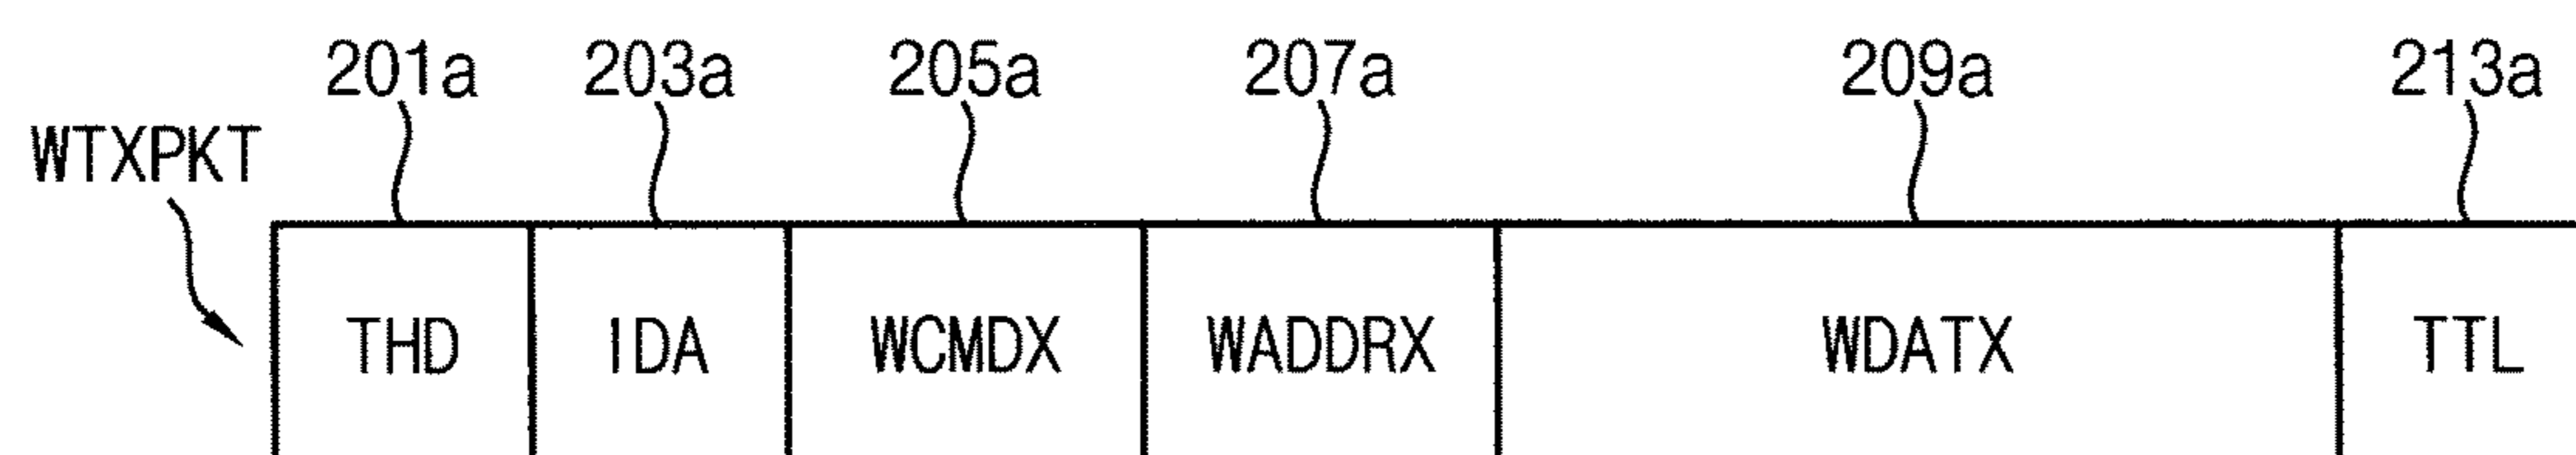 201a 203a 205a 207a 209a 213a
WTXPKT
THD IDA WCMDX WADDRX WDATX TTL